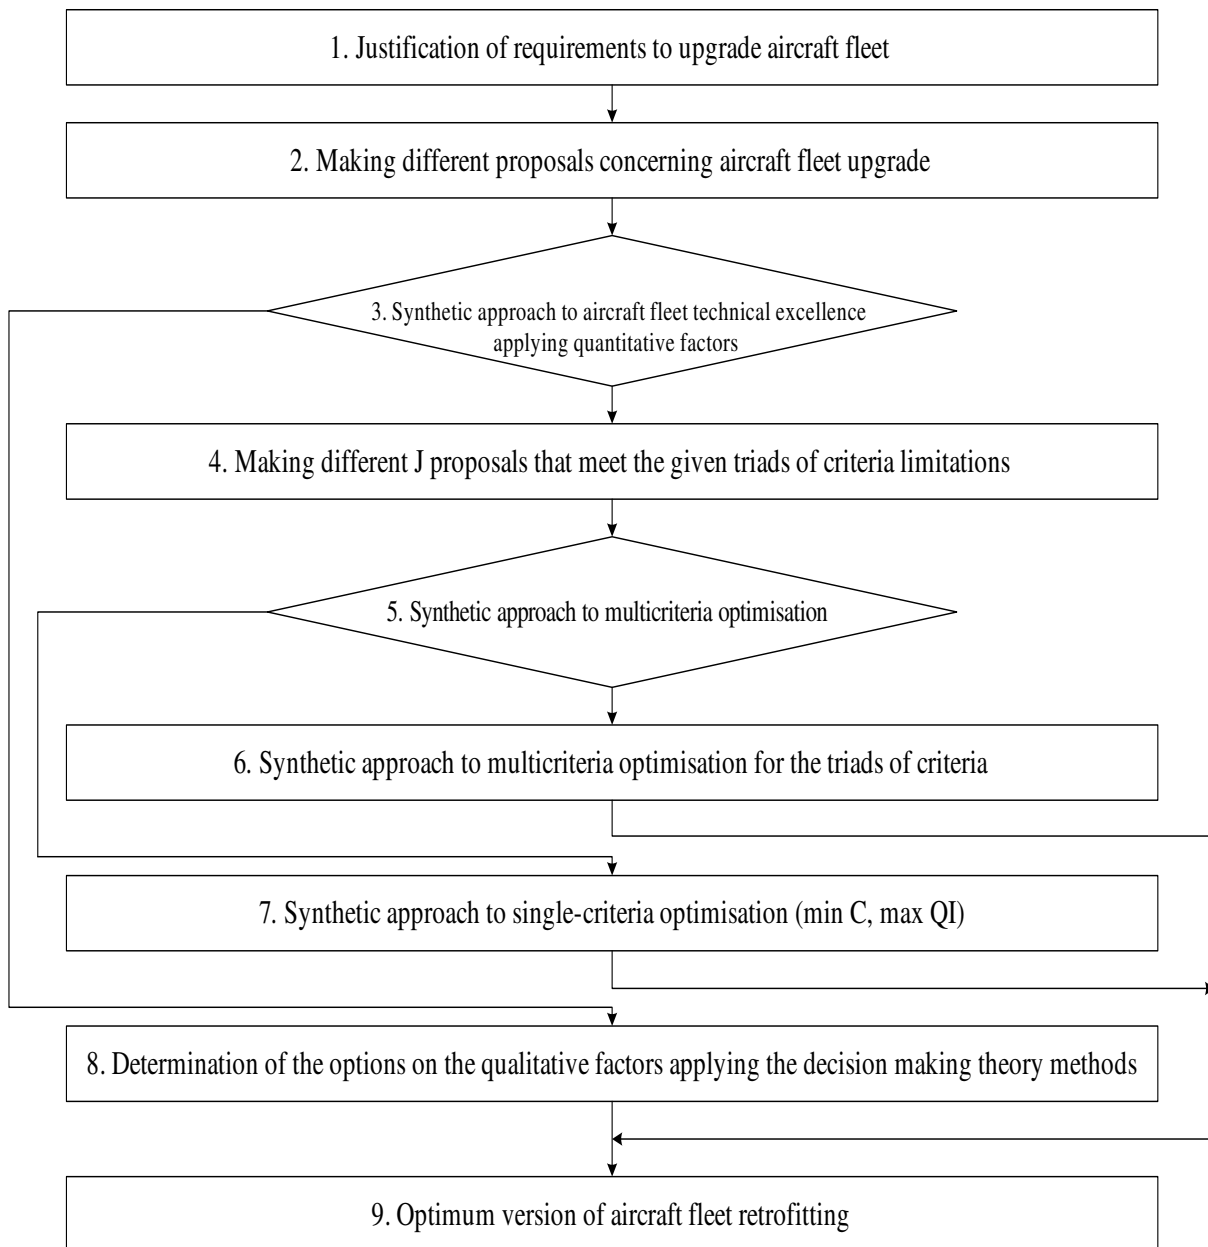 1. Justification of requirements to upgrade aircraft fleet
2. Making different proposals concerning aircraft fleet upgrade
3. Synthetic approach to aircraft fleet technical excellence
applying quantitative factors
4. Making different J proposals that meet the given triads of criteria limitations
5. Synthetic approach to multicriteria optimisation
6. Synthetic approach to multicriteria optimisation for the triads of criteria
7. Synthetic approach to single-criteria optimisation (min C, max QI)
8. Determination of the options on the qualitative factors applying the decision making theory methods
9. Optimum version of aircraft fleet retrofitting